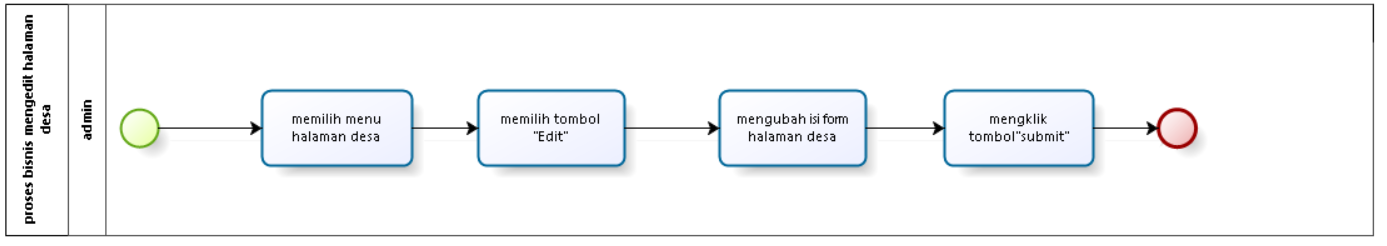 proses bisnis mengedit halaman
desa
admin
memilih menu
halaman desa
memilih tombol
"Edit"
mengubah isi form
halaman desa
mengklik
tombol"submit"